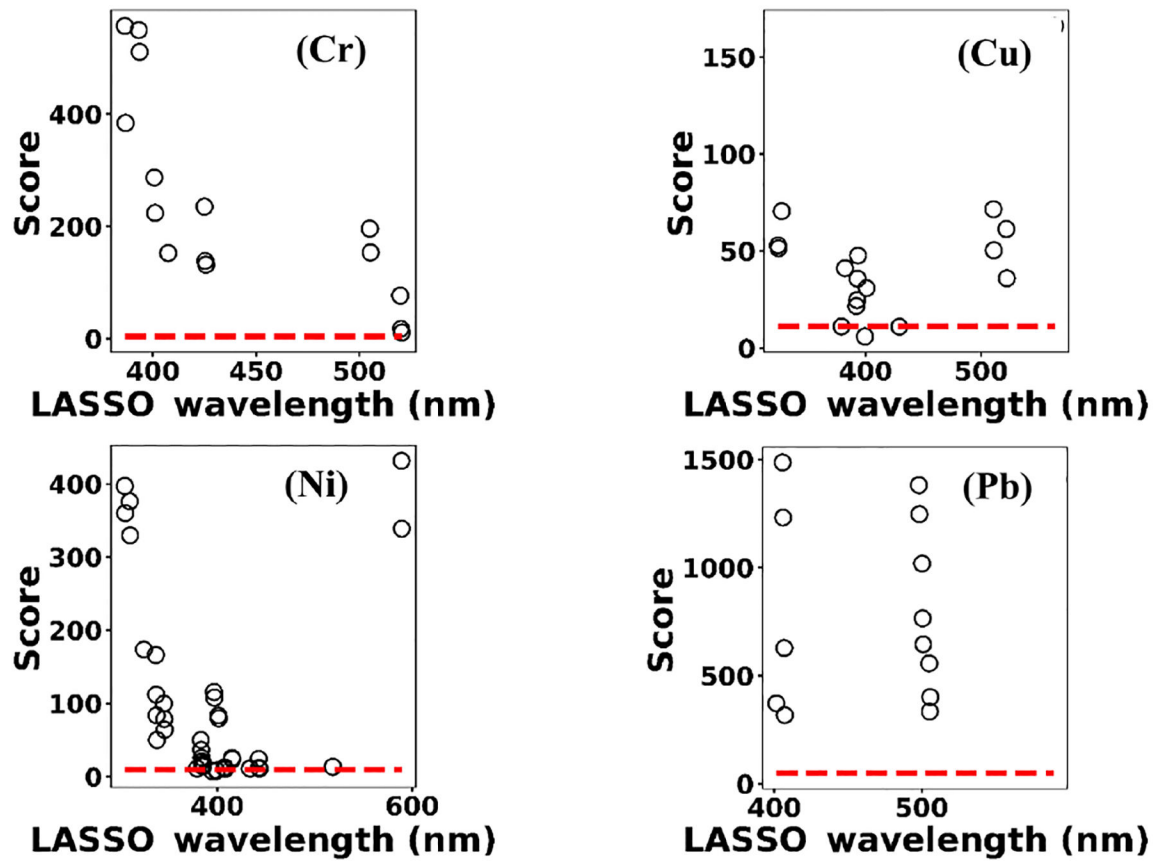 (Cr)
Score
400
200
0
400 450 500
LASSO wavelength (nm)
(Cu)
)
Score
150
100
50
0
400 500
LASSO wavelength (nm)
(Ni)
Score
400
300
200
100
0
400 600
LASSO wavelength (nm)
(Pb)
Score
1500
1000
500
0
400 500
LASSO wavelength (nm)